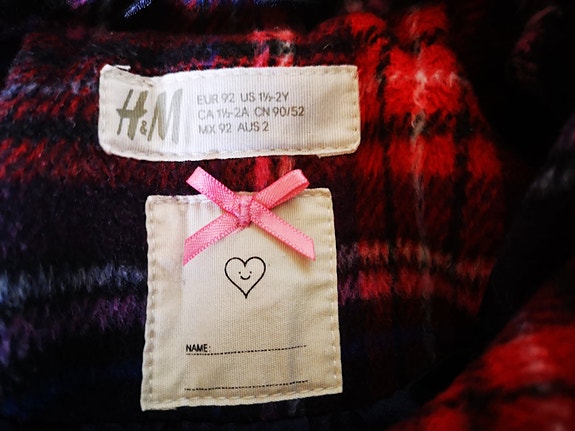 H&M
EUR 92 US 1½-2Y
CA 1½-2A CN 90/52
MX 92 AUS 2
NAME: